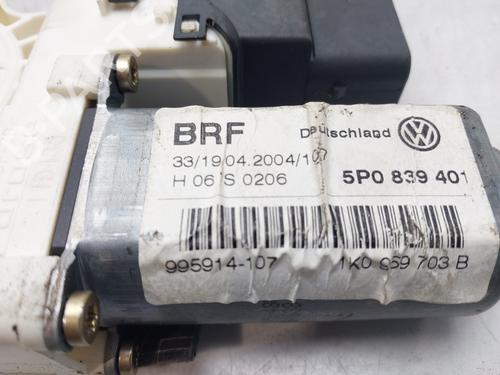 BRF Deutschland
33/19.04.2004/107
H 06 S 0206 5P0 839 401
995914-107 1K0 959 703 B